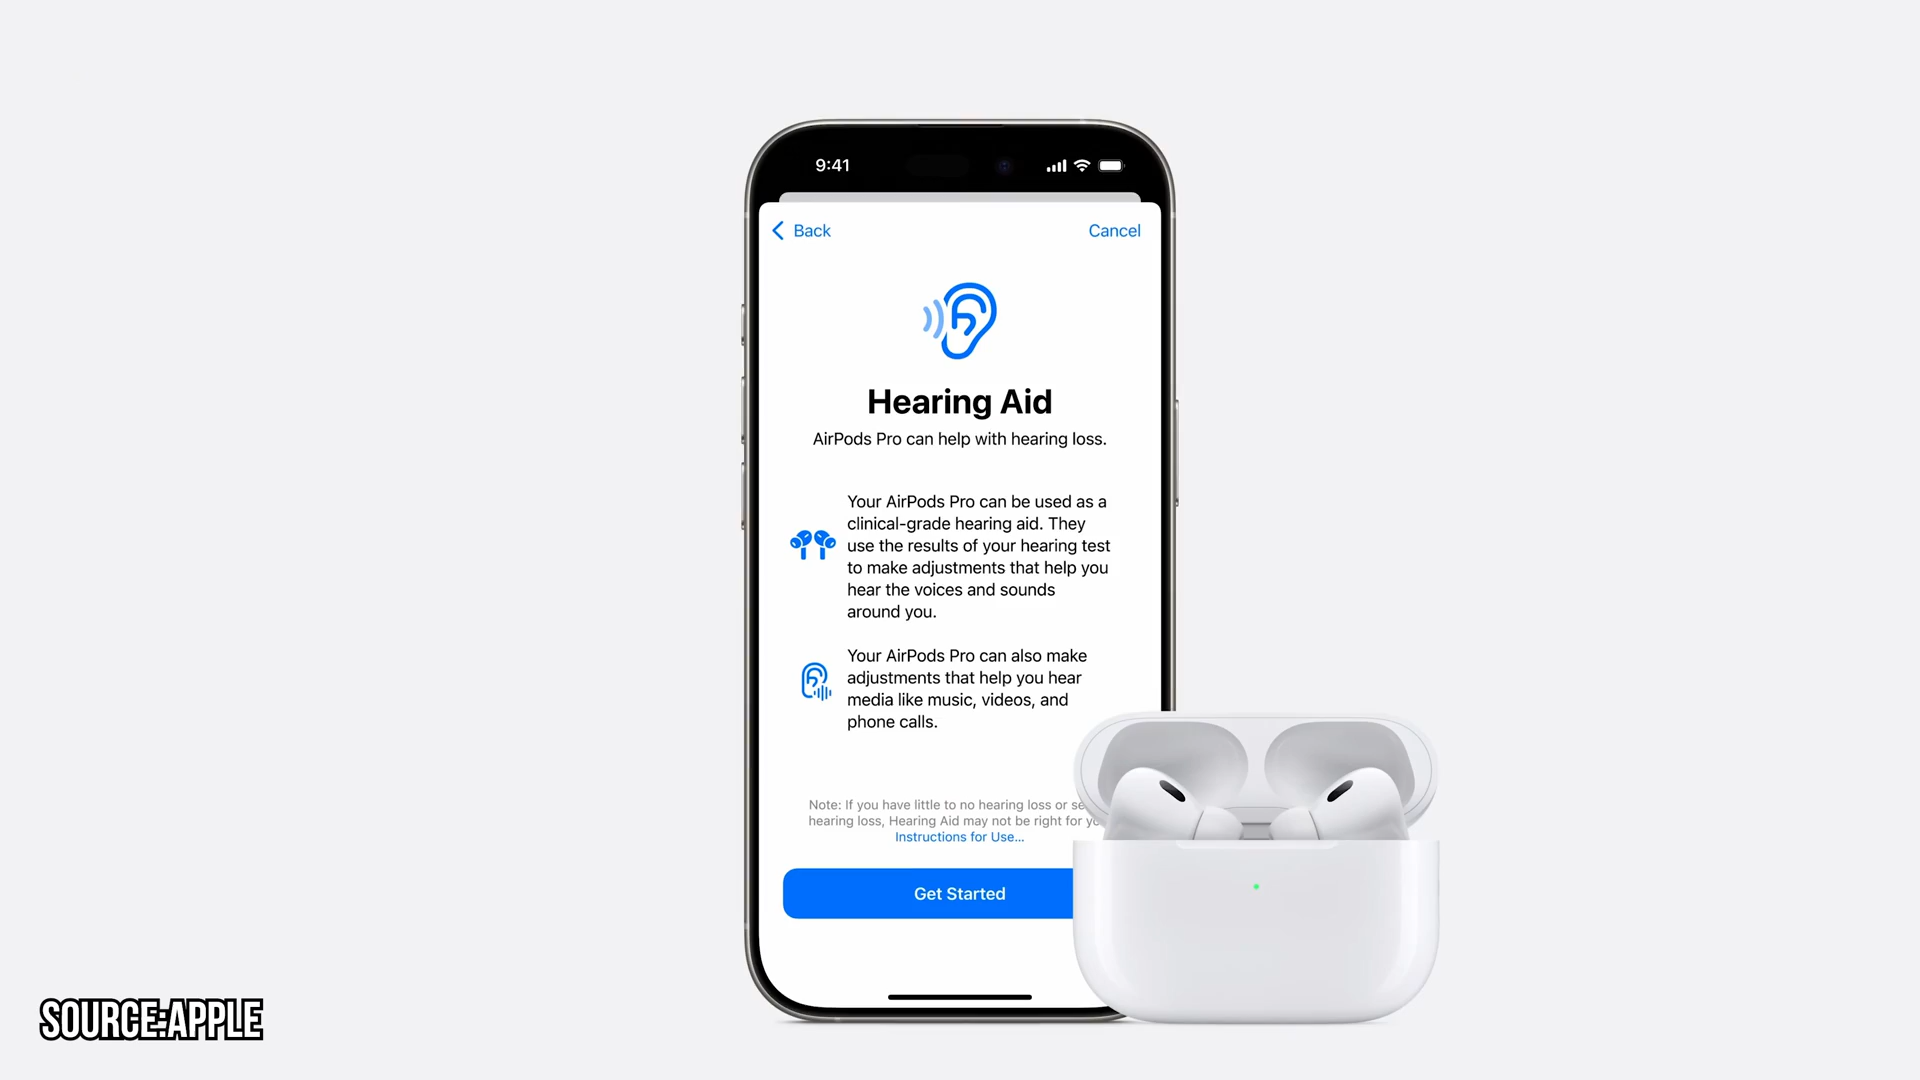 9:41
Back
Cancel
Hearing Aid
AirPods Pro can help with hearing loss.
Your AirPods Pro can be used as a
clinical-grade hearing aid. They
use the results of your hearing test
to make adjustments that help you
hear the voices and sounds
around you.
Your AirPods Pro can also make
adjustments that help you hear
media like music, videos, and
phone calls.
Note: If you have little to no hearing loss or
hearing loss, Hearing Aid may not be right for
Instructions for Use...
Get Started
SOURCE:APPLE